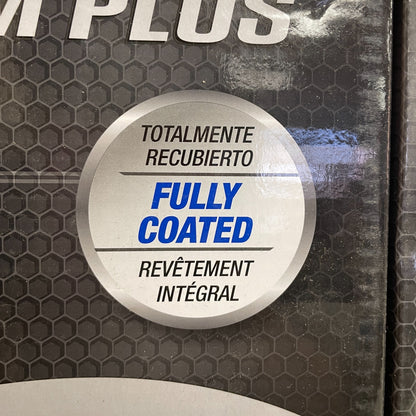 M PLUS
TOTALMENTE
RECUBIERTO
FULLY
COATED
REVÊTEMENT
INTÉGRAL